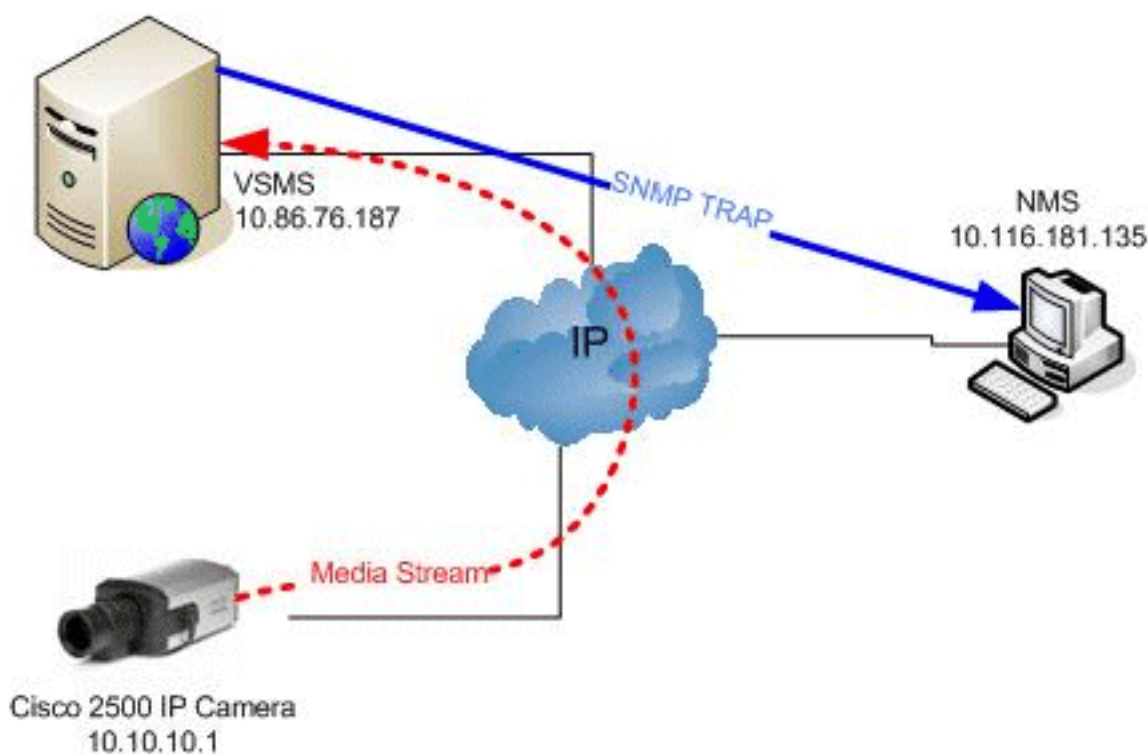 VSMS
10.86.76.187
SNMP TRAP
NMS
10.116.181.135
IP
Media Stream
Cisco 2500 IP Camera
10.10.10.1